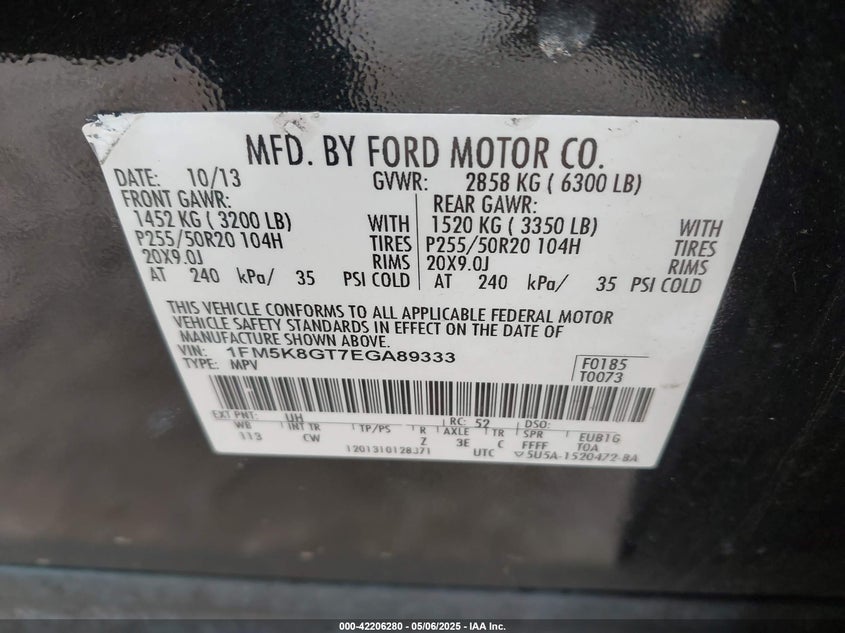 MFD. BY FORD MOTOR CO.
DATE: 10/13 GVWR: 2858 KG ( 6300 LB)
FRONT GAWR: REAR GAWR:
1452 KG ( 3200 LB) WITH 1520 KG ( 3350 LB) WITH
P255/50R20 104H TIRES P255/50R20 104H TIRES
20X9.0J RIMS 20X9.0J RIMS
AT 240 kPa/ 35 PSI COLD AT 240 kPa/ 35 PSI COLD
THIS VEHICLE CONFORMS TO ALL APPLICABLE FEDERAL MOTOR
VEHICLE SAFETY STANDARDS IN EFFECT ON THE DATE OF
MANUFACTURE SHOWN ABOVE.
VIN: 1FM5K8GT7EGA89333 F0185
TYPE: MPV T0073
EXT PNT: UH RC: 52 DSO:
WB INT TR TP/PS R AXLE TR SPR EUB1G
113 CW Z 3E C FFFF TOA
1201310128J71 UTC 5U5A-1520472-BA
000-42206280 - 05/06/2025 - IAA Inc.